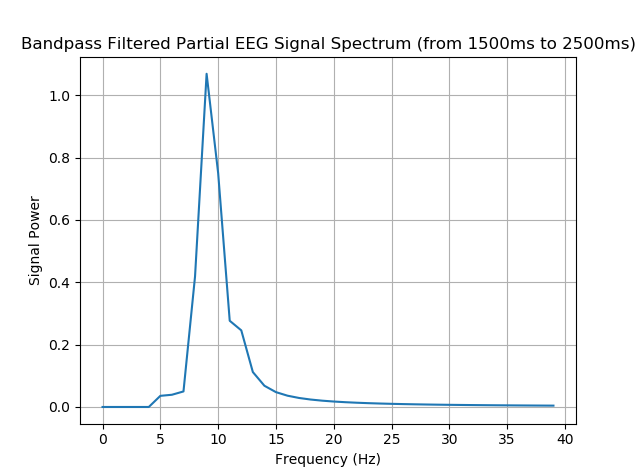 Bandpass Filtered Partial EEG Signal Spectrum (from 1500ms to 2500ms)
1.0
0.8
0.6
0.4
0.2
0.0
Signal Power
0 5 10 15 20 25 30 35 40
Frequency (Hz)